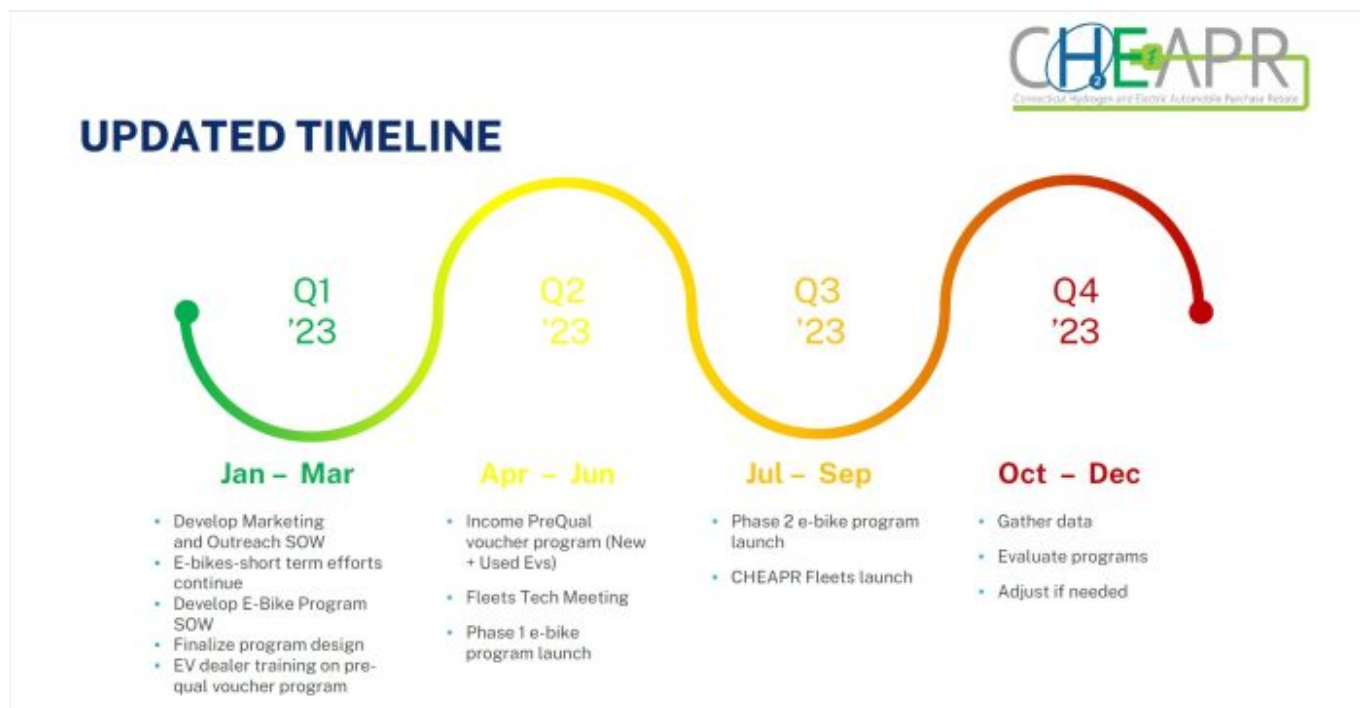 CH2EAPR
Connecticut Hydrogen and Electric Automobile Purchase Rebate
UPDATED TIMELINE
Q1
'23
Q2
'23
Q3
'23
Q4
'23
Jan – Mar
• Develop Marketing
and Outreach SOW
• E-bikes-short term efforts
continue
• Develop E-Bike Program
SOW
• Finalize program design
• EV dealer training on pre-
qual voucher program
Apr – Jun
• Income PreQual
voucher program (New
+ Used Evs)
• Fleets Tech Meeting
• Phase 1 e-bike
program launch
Jul – Sep
• Phase 2 e-bike program
launch
• CHEAPR Fleets launch
Oct – Dec
• Gather data
• Evaluate programs
• Adjust if needed